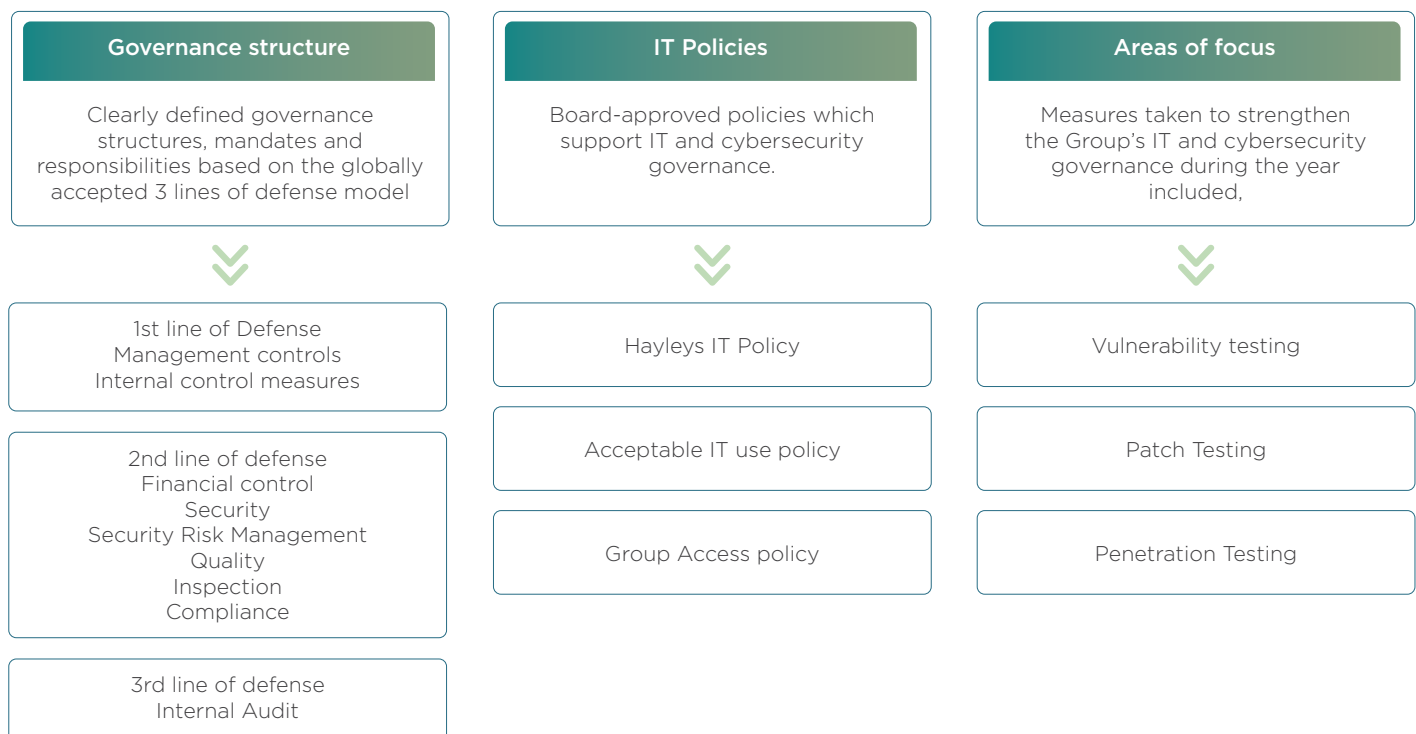 Governance structure
Clearly defined governance
structures, mandates and
responsibilities based on the globally
accepted 3 lines of defense model
1st line of Defense
Management controls
Internal control measures
2nd line of defense
Financial control
Security
Security Risk Management
Quality
Inspection
Compliance
3rd line of defense
Internal Audit
IT Policies
Board-approved policies which
support IT and cybersecurity
governance.
Hayleys IT Policy
Acceptable IT use policy
Group Access policy
Areas of focus
Measures taken to strengthen
the Group's IT and cybersecurity
governance during the year
included,
Vulnerability testing
Patch Testing
Penetration Testing